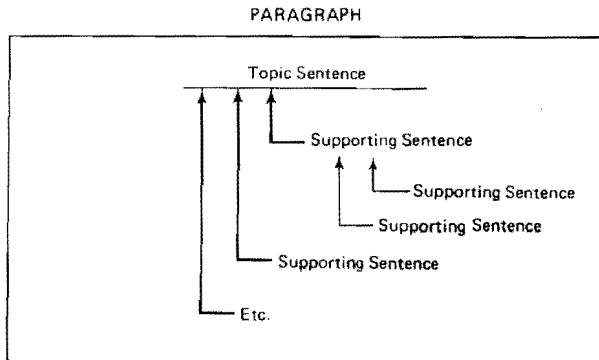 PARAGRAPH
Topic Sentence
Supporting Sentence
Supporting Sentence
Supporting Sentence
Supporting Sentence
Etc.